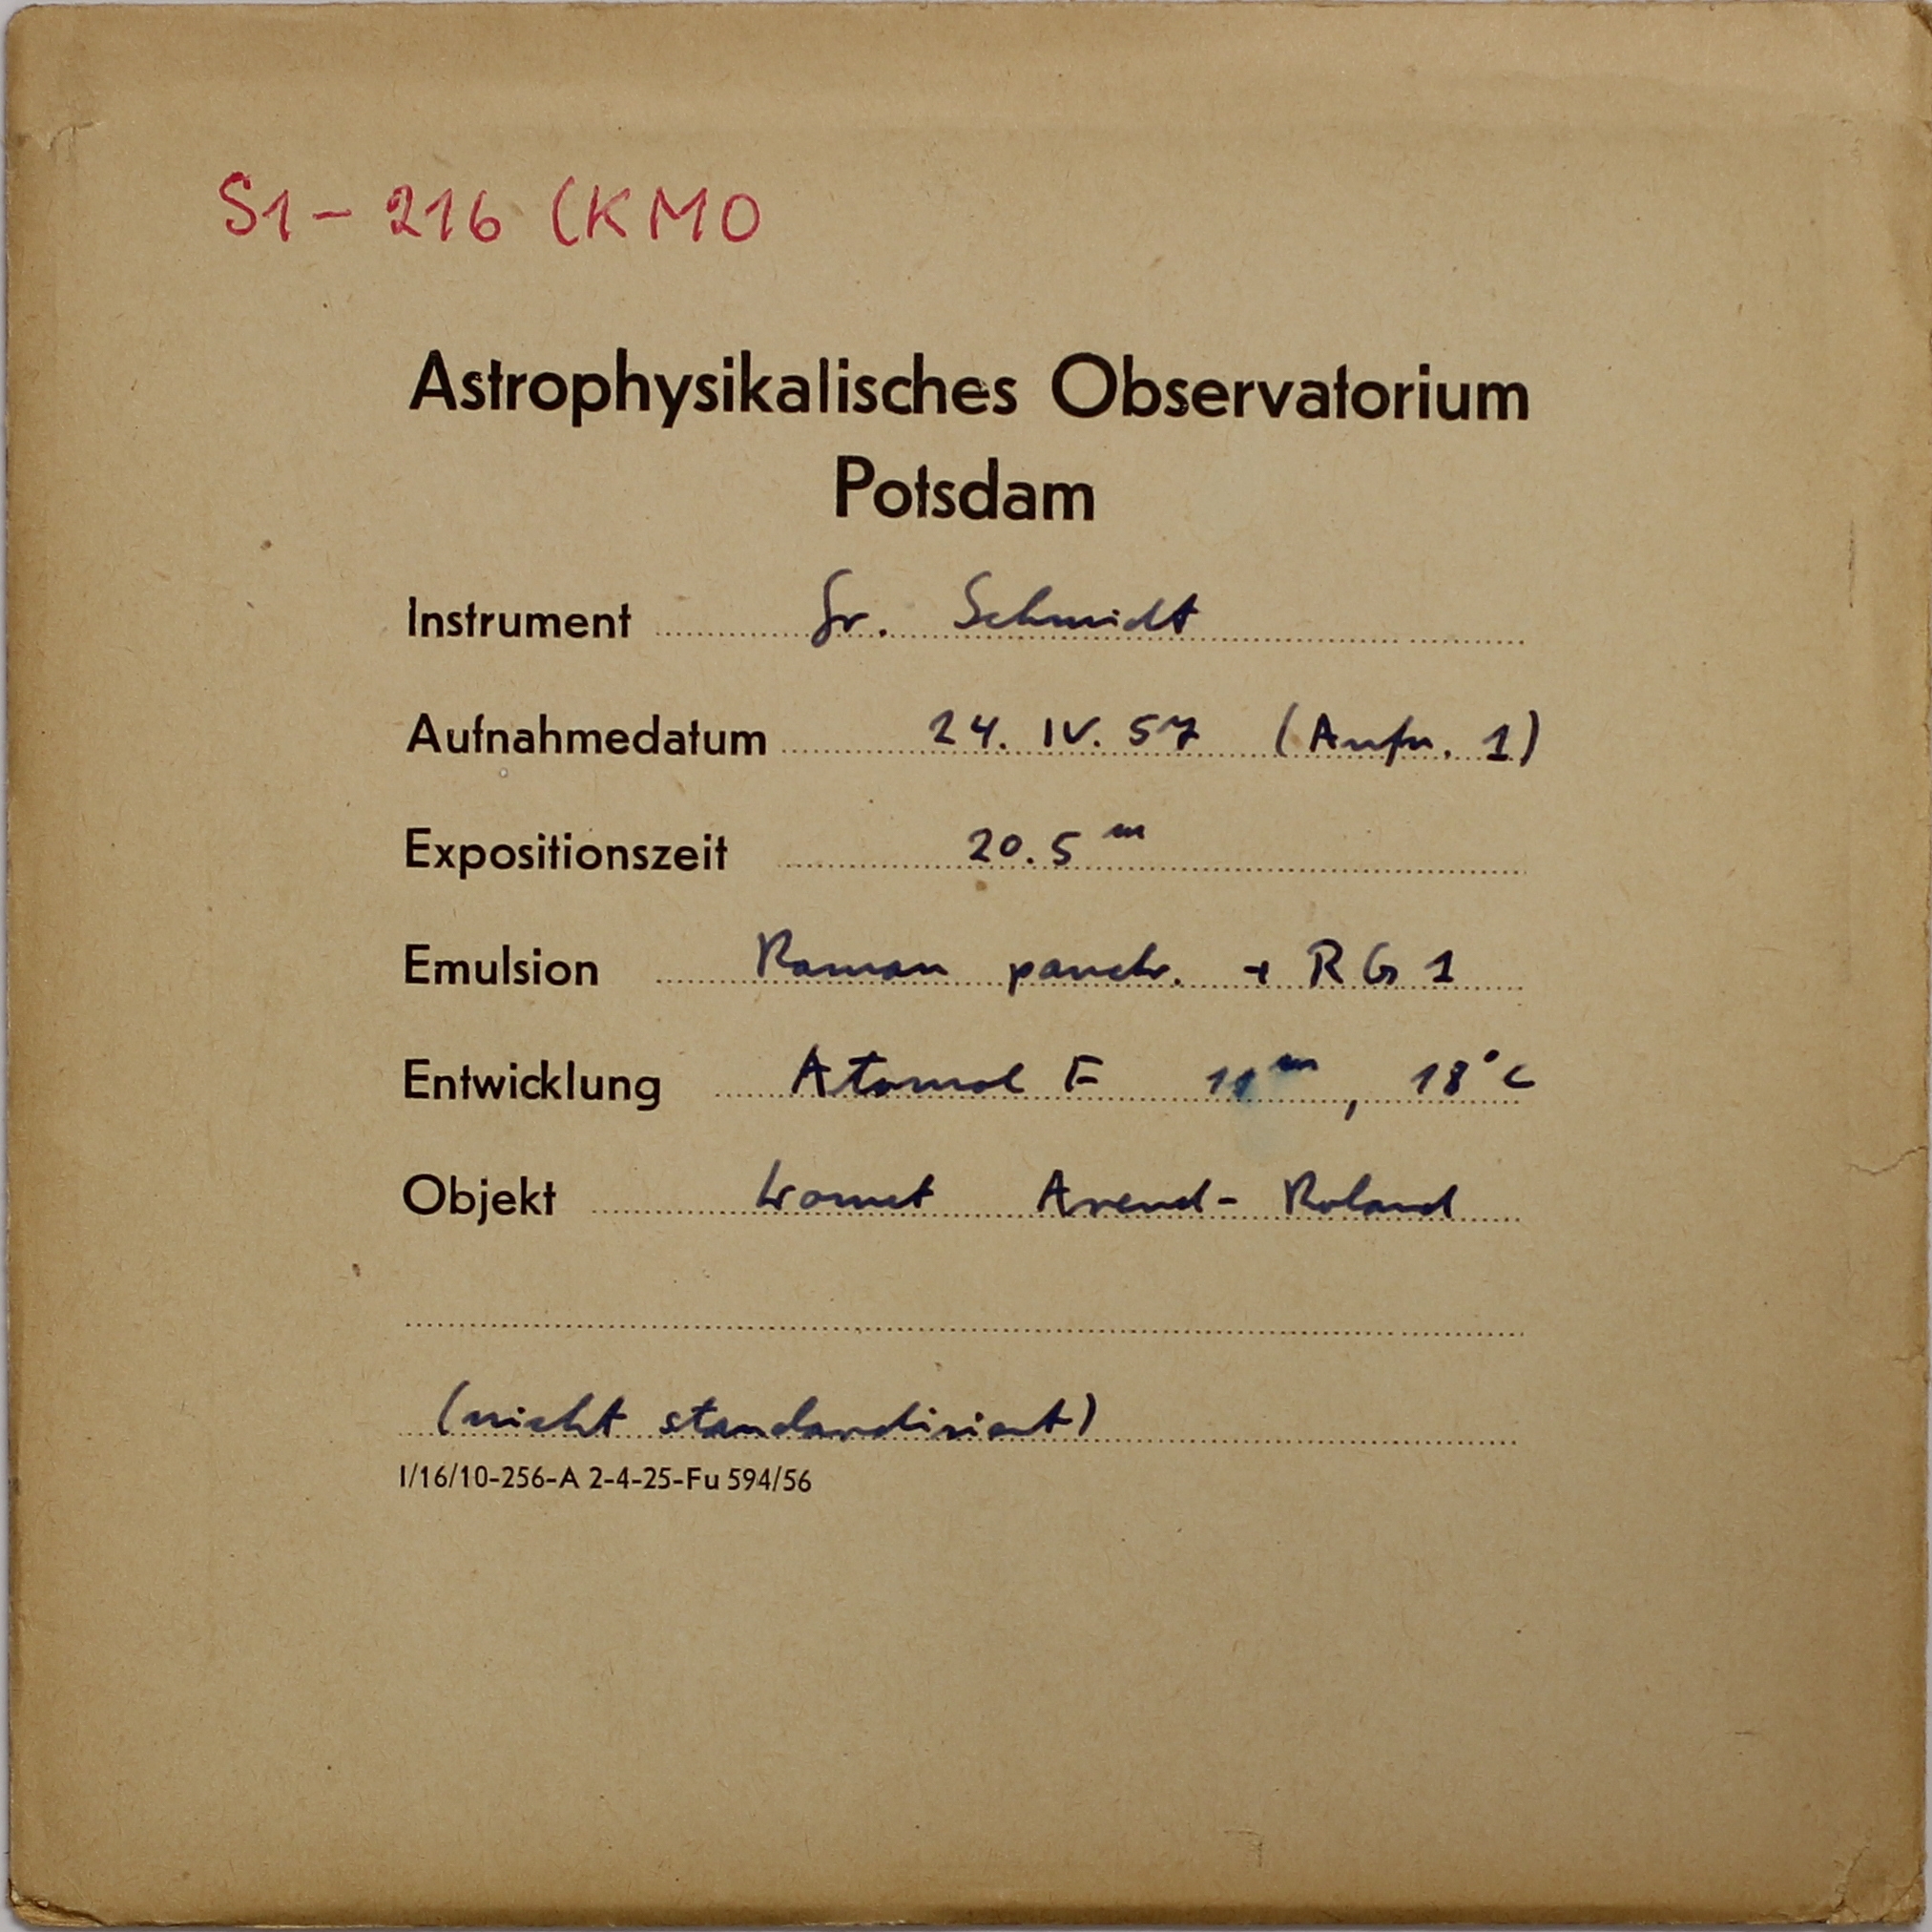 S1- 216 (KMO
Astrophysikalisches Observatorium
Potsdam
Instrument Gr. Schmidt
Aufnahmedatum 24. IV. 57 (Aufn. 1)
Expositionszeit 20.5 m
Emulsion Raman panchr. + RG1
Entwicklung Atomal F 11 m, 18°C
Objekt Komet Arend-Roland
(nicht standardisiert)
I/16/10-256-A 2-4-25-Fu 594/56